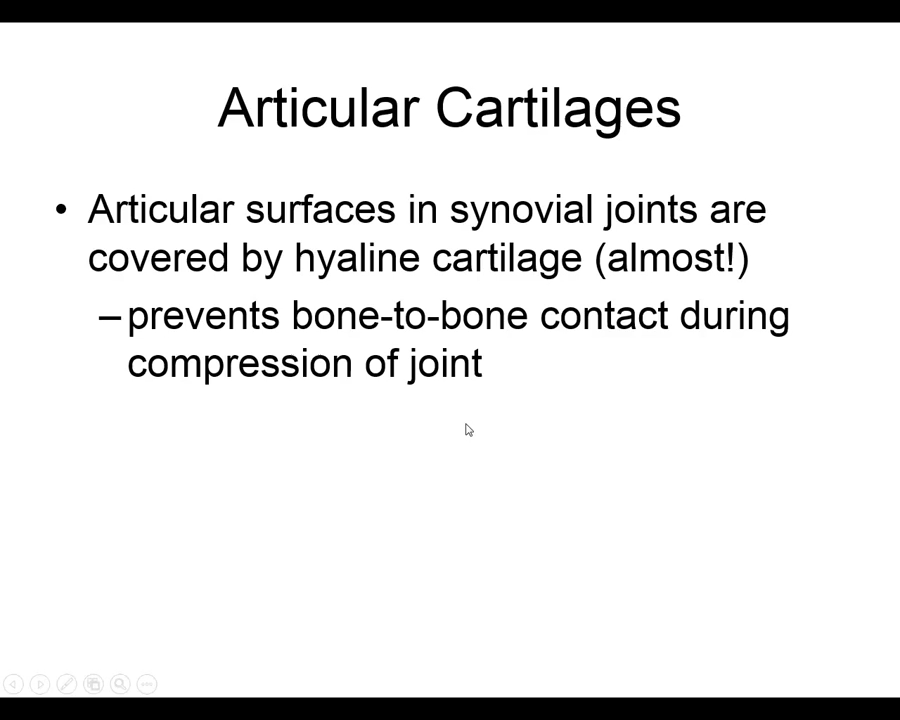 Articular Cartilages
• Articular surfaces in synovial joints are
covered by hyaline cartilage (almost!)
– prevents bone-to-bone contact during
compression of joint